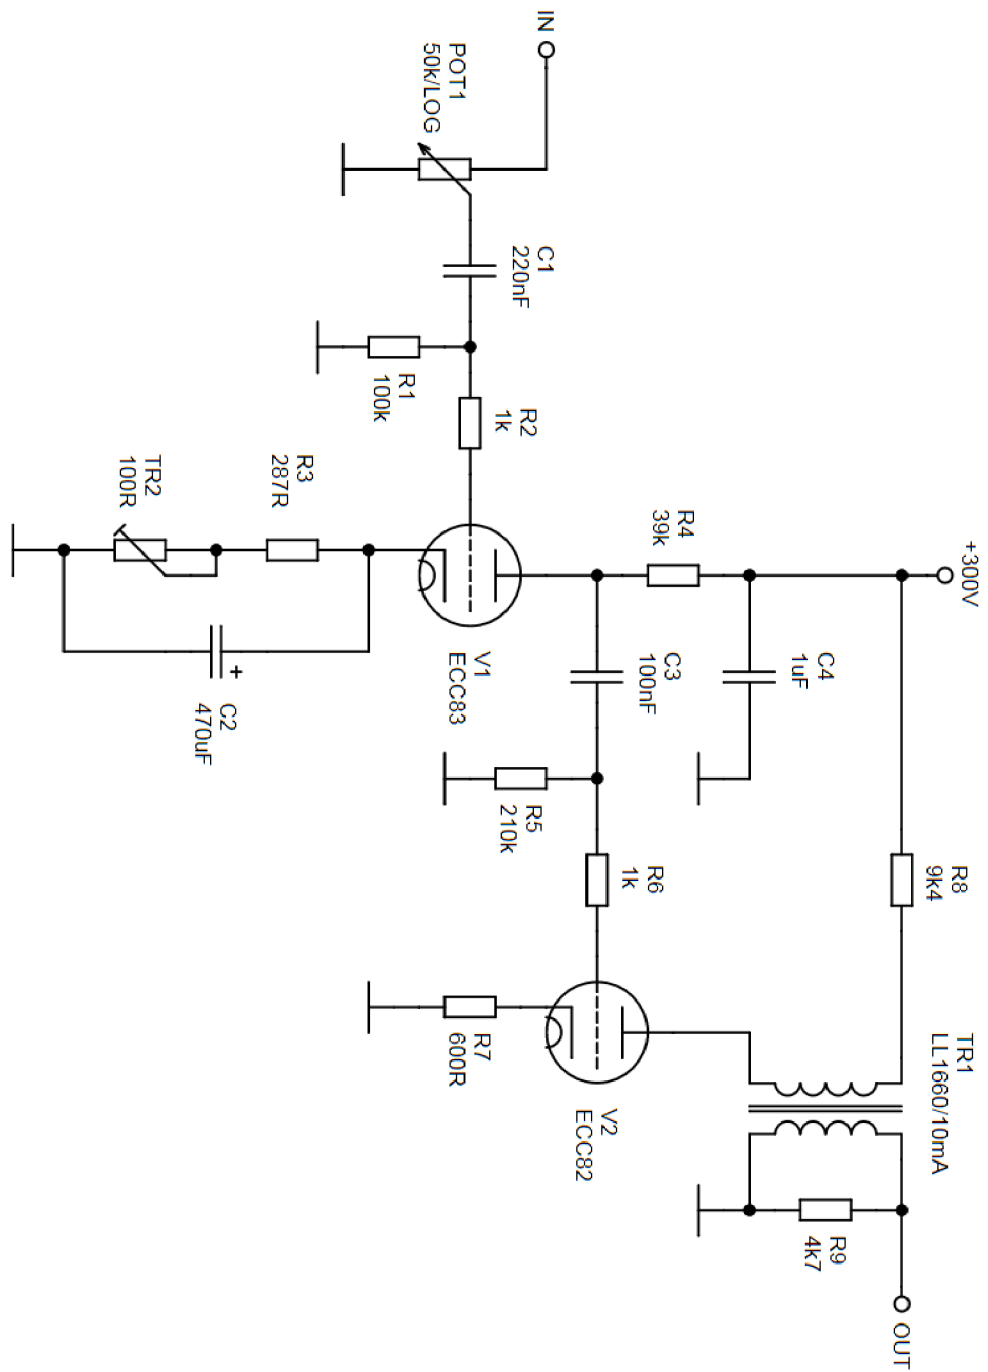 IN
POT1
50k/LOG
C1
220nF
R1
100k
R2
1k
TR2
100R
R3
287R
+
C2
470uF
V1
ECC83
R4
39k
+300V
C3
100nF
C4
1uF
R5
210k
R6
1k
R8
9k4
R7
600R
V2
ECC82
TR1
LL1660/10mA
R9
4k7
OUT